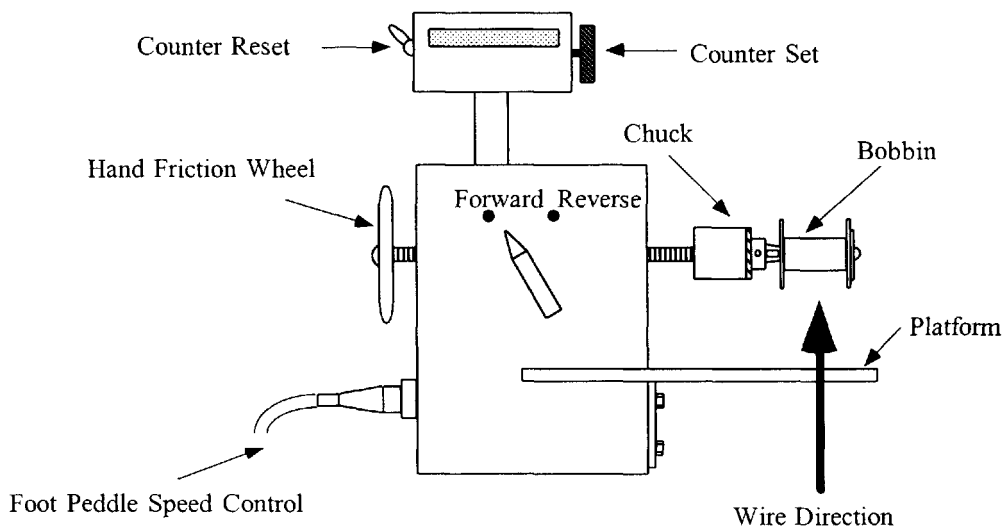 Counter Reset
Counter Set
Chuck
Bobbin
Hand Friction Wheel
Forward Reverse
Platform
Foot Peddle Speed Control
Wire Direction